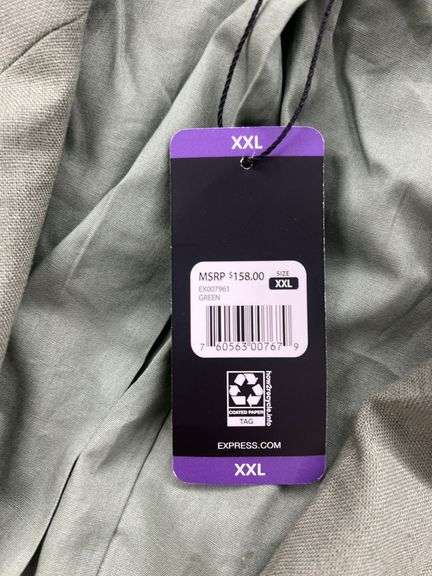 XXL
MSRP $158.00
SIZE
XXL
EX007961
GREEN
7 60563 00767 9
how2recycle.info
COATED PAPER
TAG
EXPRESS.COM
XXL